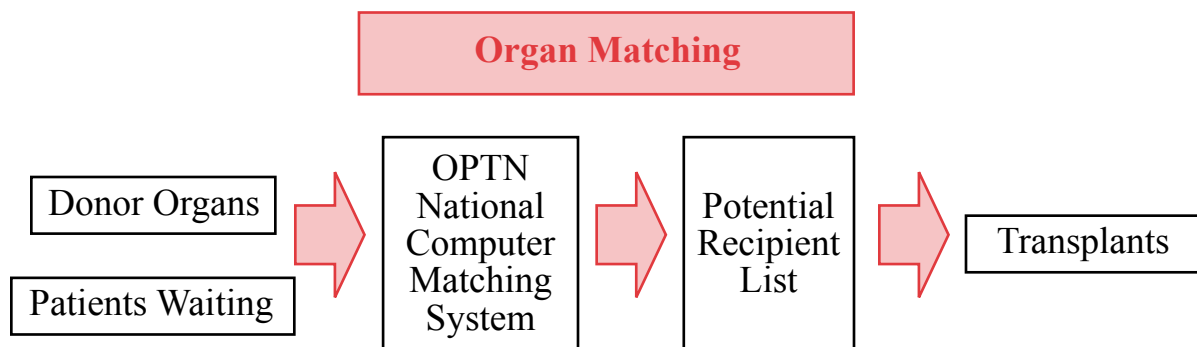 Organ Matching
Donor Organs
Patients Waiting
OPTN
National
Computer
Matching
System
Potential
Recipient
List
Transplants